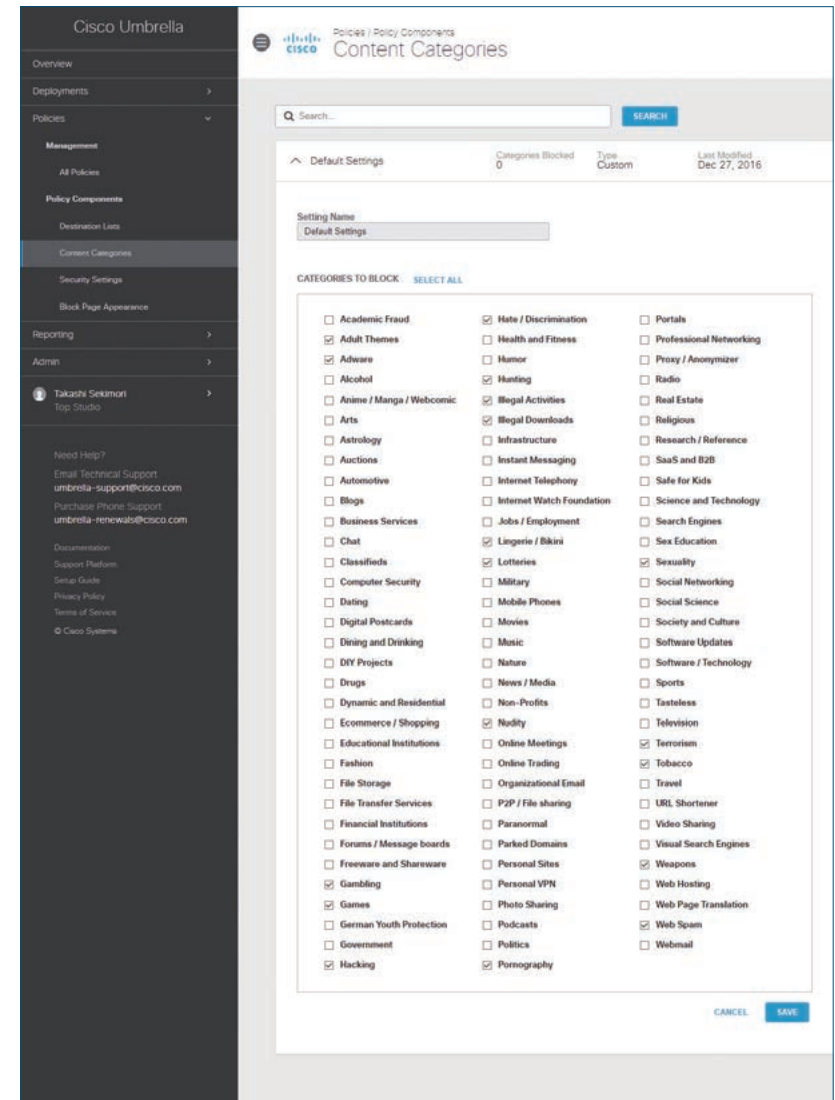 Cisco Umbrella
Overview
Deployments
Policies
Management
All Policies
Policy Components
Destination Lists
Content Categories
Security Settings
Block Page Appearance
Reporting
Admin
Takashi Sekimori
Top Studio
Need Help?
Email Technical Support
umbrella-support@cisco.com
Purchase Phone Support
umbrella-renewals@cisco.com
Documentation
Support Platform
Setup Guide
Privacy Policy
Terms of Service
© Cisco Systems
CISCO
Policies / Policy Components
Content Categories
Search...
SEARCH
Default Settings
Categories Blocked
0
Type
Custom
Last Modified
Dec 27, 2016
Setting Name
Default Settings
CATEGORIES TO BLOCK SELECT ALL
Academic Fraud
Adult Themes
Adware
Alcohol
Anime / Manga / Webcomic
Arts
Astrology
Auctions
Automotive
Blogs
Business Services
Chat
Classifieds
Computer Security
Dating
Digital Postcards
Dining and Drinking
DIY Projects
Drugs
Dynamic and Residential
Ecommerce / Shopping
Educational Institutions
Fashion
File Storage
File Transfer Services
Financial Institutions
Forums / Message boards
Freeware and Shareware
Gambling
Games
German Youth Protection
Government
Hacking
Hate / Discrimination
Health and Fitness
Humor
Hunting
Illegal Activities
Illegal Downloads
Infrastructure
Instant Messaging
Internet Telephony
Internet Watch Foundation
Jobs / Employment
Lingerie / Bikini
Lotteries
Military
Mobile Phones
Movies
Music
Nature
News / Media
Non-Profits
Nudity
Online Meetings
Online Trading
Organizational Email
P2P / File sharing
Paranormal
Parked Domains
Personal Sites
Personal VPN
Photo Sharing
Podcasts
Politics
Pornography
Portals
Professional Networking
Proxy / Anonymizer
Radio
Real Estate
Religious
Research / Reference
SaaS and B2B
Safe for Kids
Science and Technology
Search Engines
Sex Education
Sexuality
Social Networking
Social Science
Society and Culture
Software Updates
Software / Technology
Sports
Tasteless
Television
Terrorism
Tobacco
Travel
URL Shortener
Video Sharing
Visual Search Engines
Weapons
Web Hosting
Web Page Translation
Web Spam
Webmail
CANCEL
SAVE